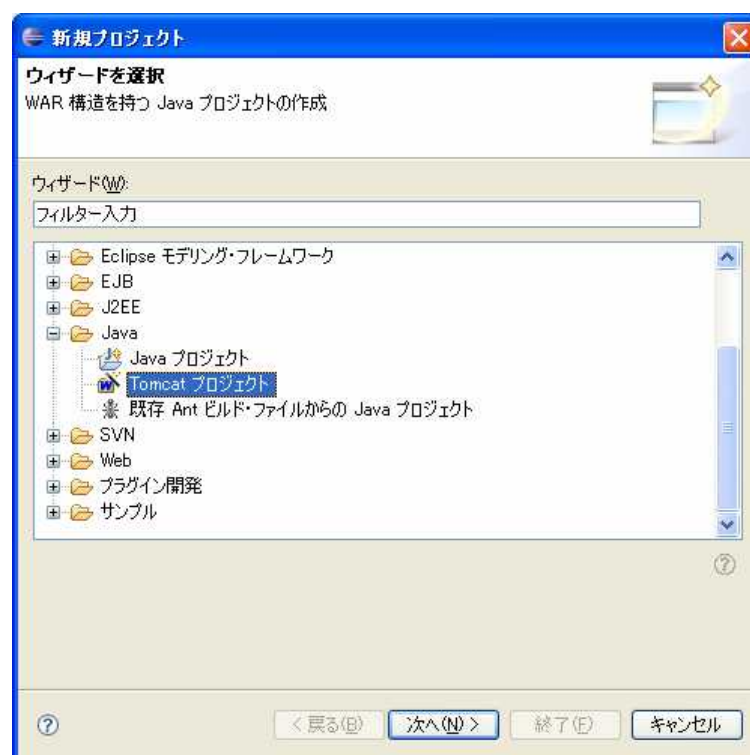 新規プロジェクト
ウィザードを選択
WAR 構造を持つ Java プロジェクトの作成
ウィザード(W):
フィルター入力
Eclipse モデリング・フレームワーク
EJB
J2EE
Java
Java プロジェクト
Tomcat プロジェクト
既存 Ant ビルド・ファイルからの Java プロジェクト
SVN
Web
プラグイン開発
サンプル
< 戻る(B)
次へ(N) >
終了(F)
キャンセル